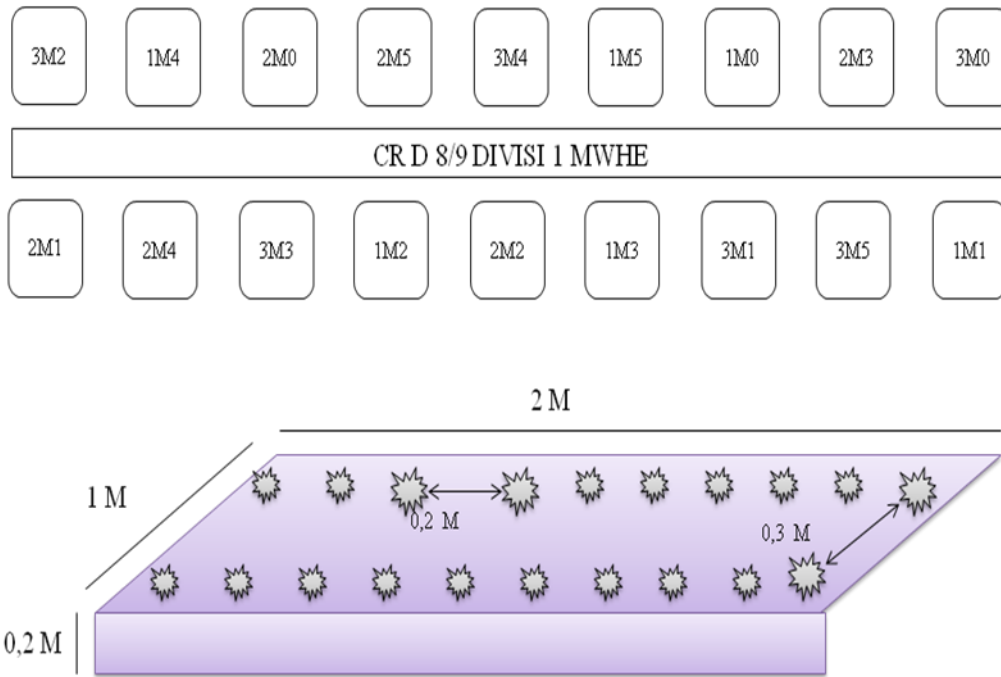 3M2 1M4 2M0 2M5 3M4 1M5 1M0 2M3 3M0
CR D 8/9 DIVISI 1 MWHE
2M1 2M4 3M3 1M2 2M2 1M3 3M1 3M5 1M1
2 M
1 M
0,2 M
0,3 M
0,2 M